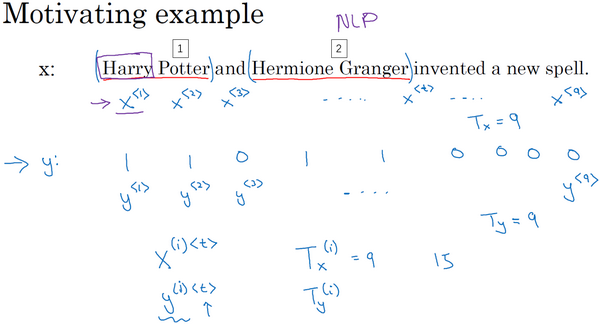 Motivating example
NLP
1 2
x: (Harry Potter) and (Hermione Granger) invented a new spell.
→ x^<1> x^<2> x^<3> ---- x^<t> ---- x^<9>
T_x = 9
→ y: 1 1 0 1 1 0 0 0 0
y^<1> y^<2> y^<3> ---- y^<9>
T_y = 9
X^(i)<t> T_x^(i) = 9 15
y^(i)<t> ↑ T_y^(i)